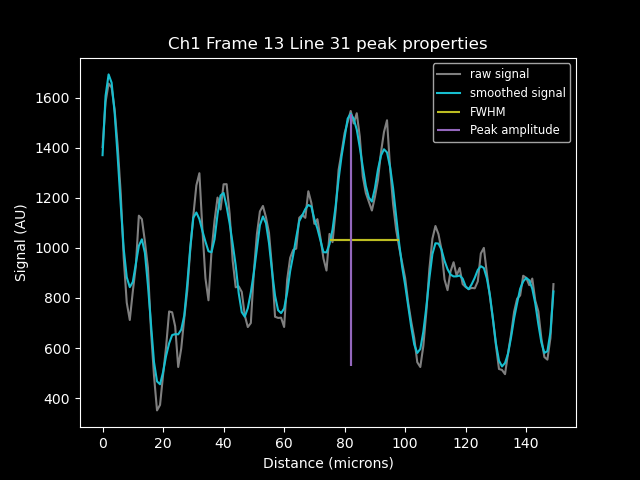 Ch1 Frame 13 Line 31 peak properties
raw signal
smoothed signal
FWHM
Peak amplitude
Signal (AU)
1600
1400
1200
1000
800
600
400
0 20 40 60 80 100 120 140
Distance (microns)